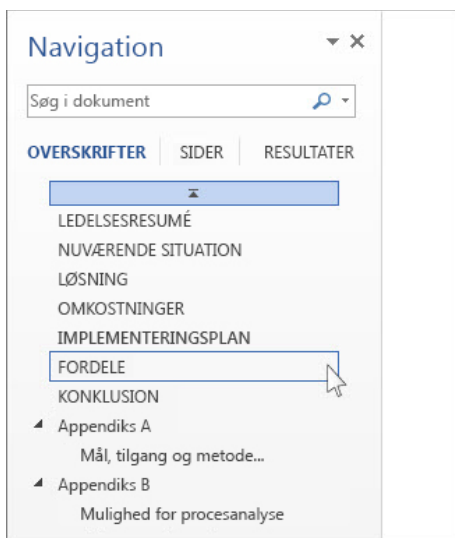 Navigation
Søg i dokument
OVERSKRIFTER SIDER RESULTATER
LEDELSESRESUMÉ
NUVÆRENDE SITUATION
LØSNING
OMKOSTNINGER
IMPLEMENTERINGSPLAN
FORDELE
KONKLUSION
Appendiks A
Mål, tilgang og metode...
Appendiks B
Mulighed for procesanalyse